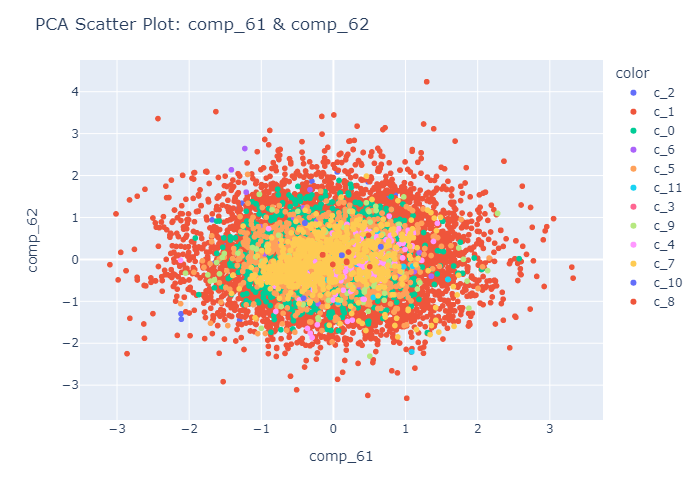 PCA Scatter Plot: comp_61 & comp_62
color
c_2
c_1
c_0
c_6
c_5
c_11
c_3
c_9
c_4
c_7
c_10
c_8
comp_62
4
3
2
1
0
−1
−2
−3
−3
−2
−1
0
1
2
3
comp_61